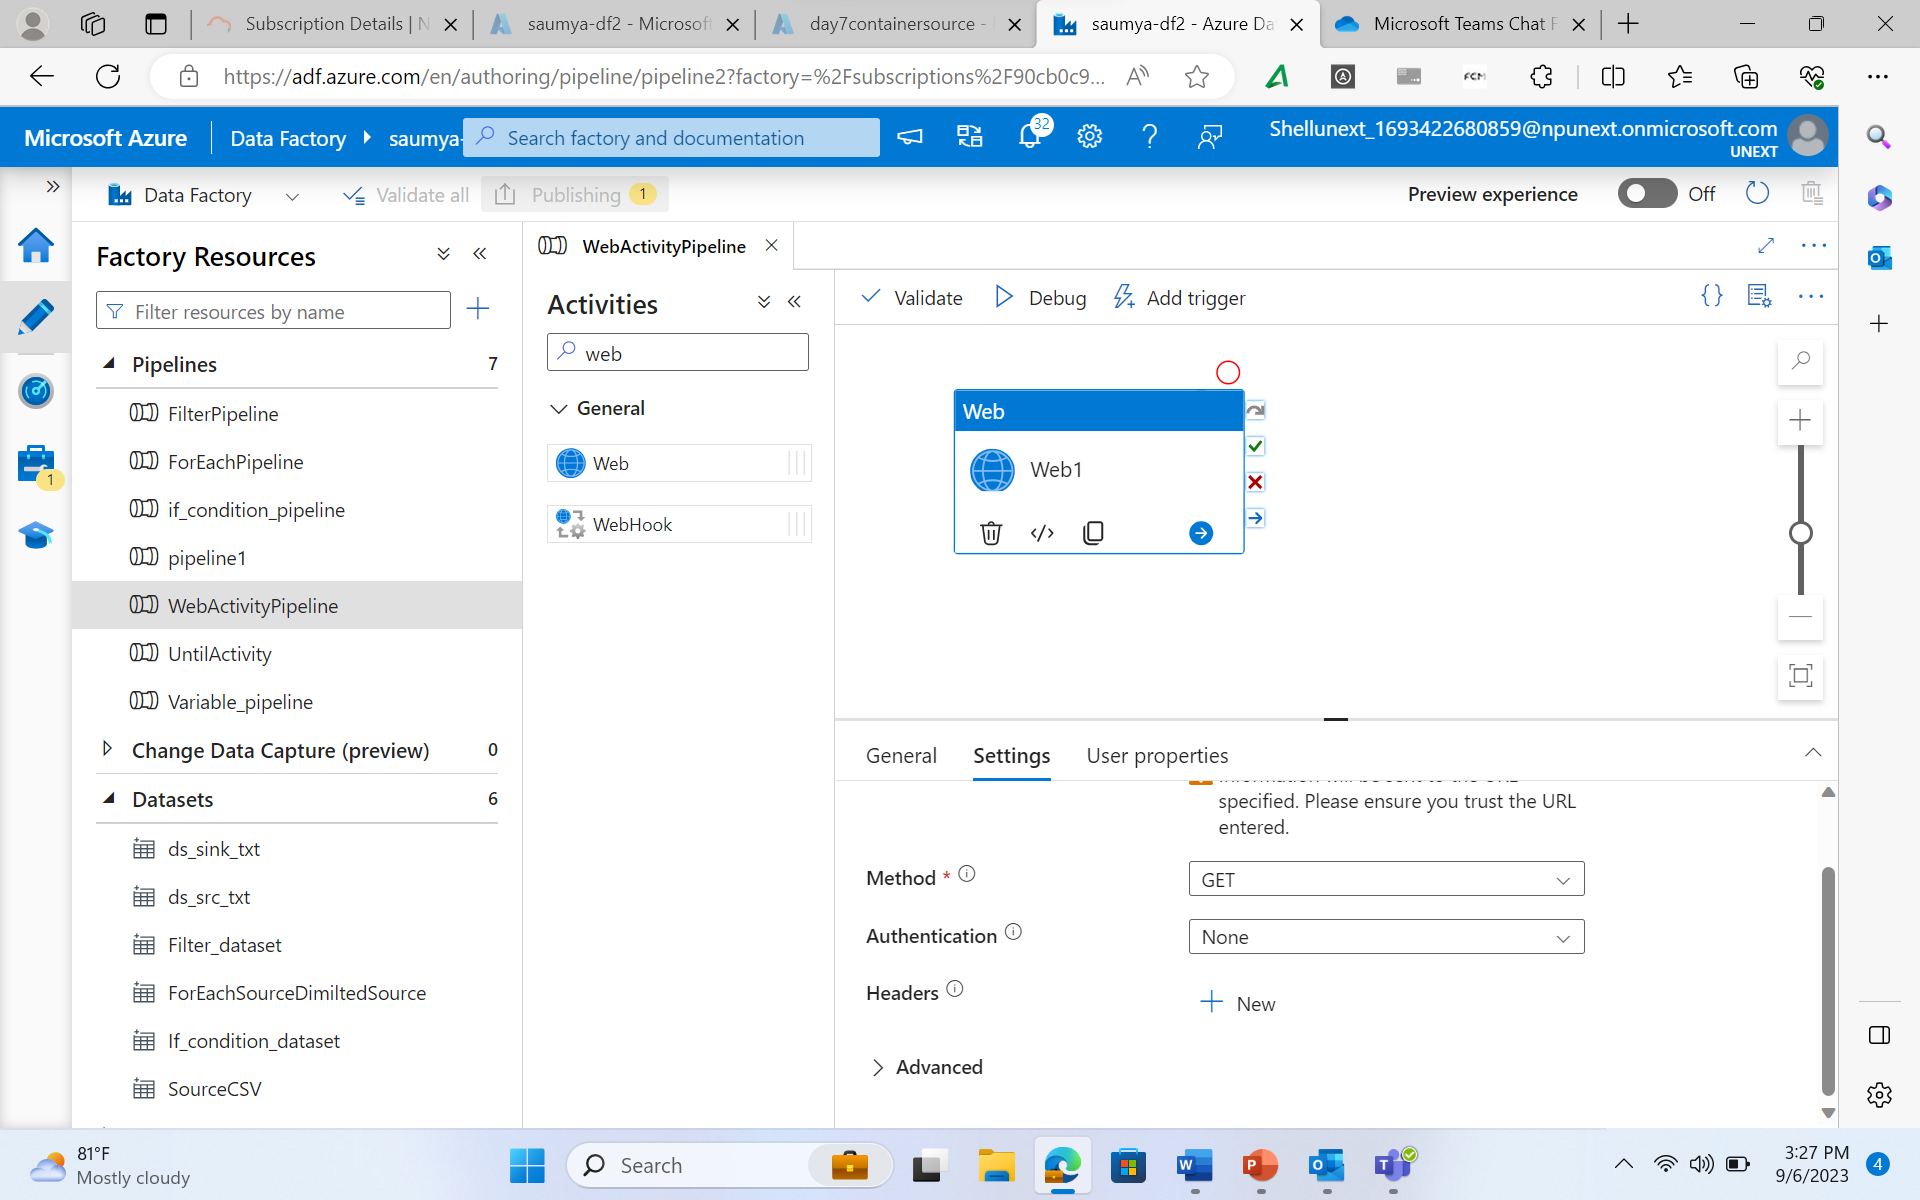 Subscription Details | N
saumya-df2 - Microsoft
day7containersource -
saumya-df2 - Azure Da
Microsoft Teams Chat F
https://adf.azure.com/en/authoring/pipeline/pipeline2?factory=%2Fsubscriptions%2F90cb0c9...
Microsoft Azure
Data Factory
saumya-
Search factory and documentation
32
Shellunext_1693422680859@npunext.onmicrosoft.com
UNEXT
Data Factory
Validate all
Publishing
1
Preview experience
Off
Factory Resources
Filter resources by name
Pipelines
7
FilterPipeline
ForEachPipeline
if_condition_pipeline
pipeline1
WebActivityPipeline
UntilActivity
Variable_pipeline
Change Data Capture (preview)
0
Datasets
6
ds_sink_txt
ds_src_txt
Filter_dataset
ForEachSourceDimiltedSource
If_condition_dataset
SourceCSV
1
WebActivityPipeline
Activities
web
General
Web
WebHook
Validate
Debug
Add trigger
Web
Web1
General
Settings
User properties
specified. Please ensure you trust the URL
entered.
Method *
GET
Authentication
None
Headers
New
Advanced
81°F
Mostly cloudy
Search
3:27 PM
9/6/2023
4